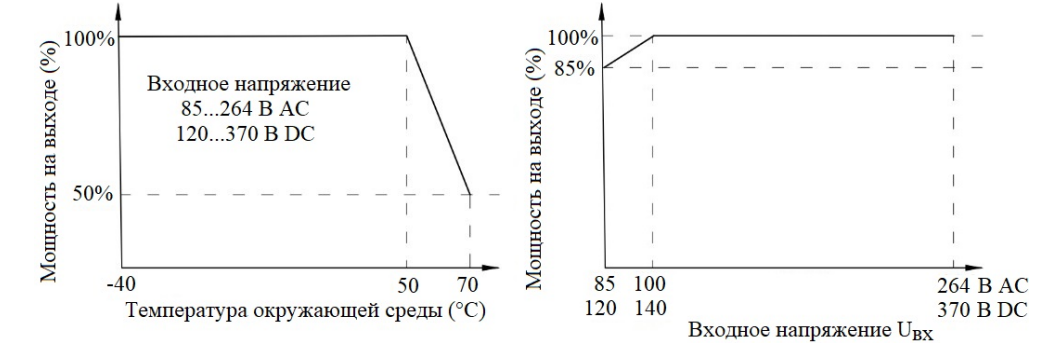 Мощность на выходе (%)
100%
50%
Входное напряжение
85...264 В AC
120...370 В DC
-40
50
70
Температура окружающей среды (°C)
Мощность на выходе (%)
100%
85%
85
100
264 В AC
120
140
370 В DC
Входное напряжение UВХ